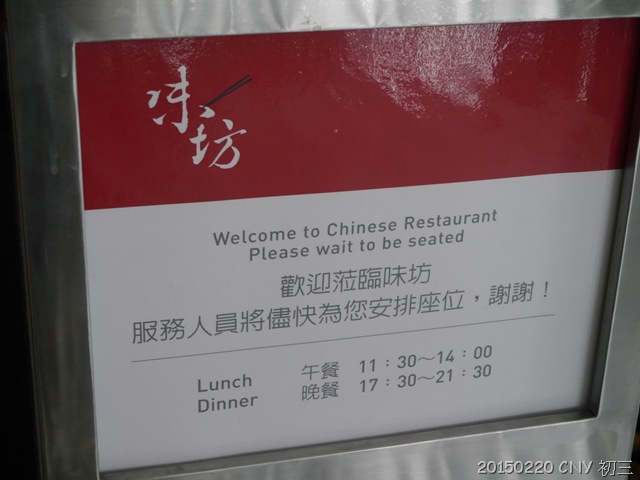 味坊
Welcome to Chinese Restaurant
Please wait to be seated
歡迎蒞臨味坊
服務人員將儘快為您安排座位，謝謝！
Lunch 午餐 11：30～14：00
Dinner 晚餐 17：30～21：30
20150220 CNY 初三